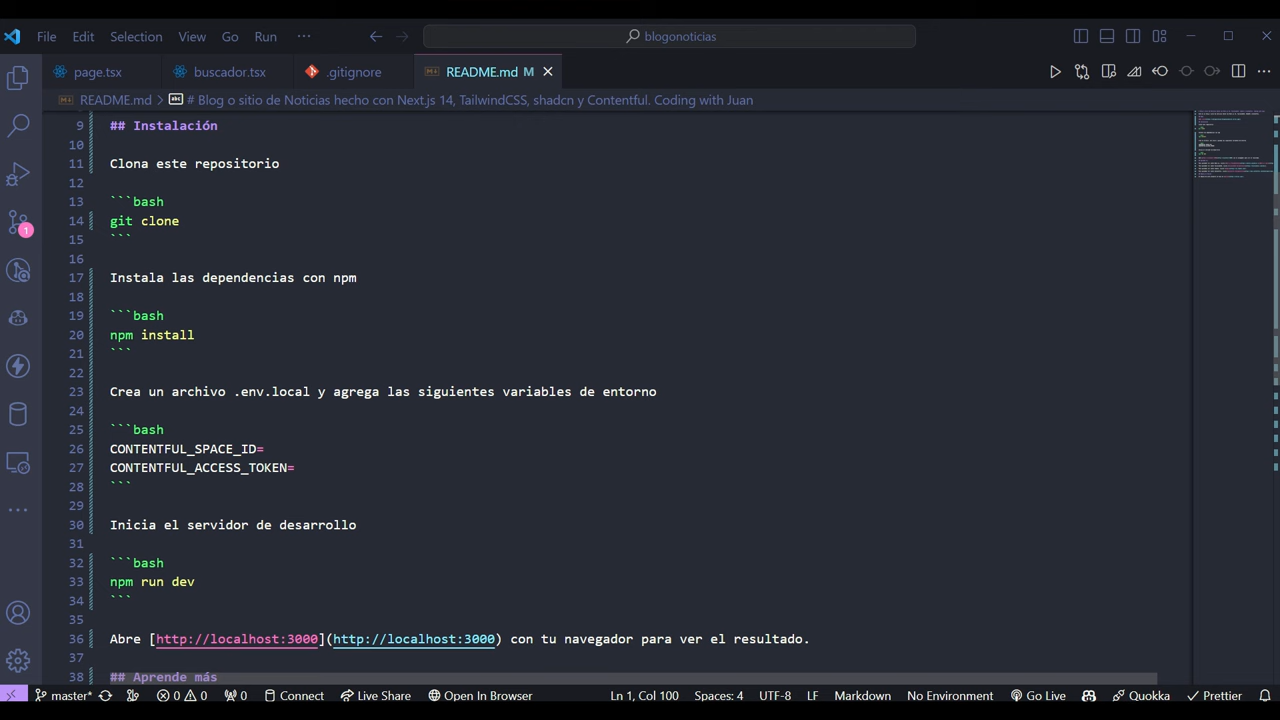 File Edit Selection View Go Run ··· blogonoticias
page.tsx buscador.tsx .gitignore README.md M
README.md > # Blog o sitio de Noticias hecho con Next.js 14, TailwindCSS, shadcn y Contentful. Coding with Juan
9 ## Instalación
10
11 Clona este repositorio
12
13 ```bash
14 git clone
15 ```
16
17 Instala las dependencias con npm
18
19 ```bash
20 npm install
21 ```
22
23 Crea un archivo .env.local y agrega las siguientes variables de entorno
24
25 ```bash
26 CONTENTFUL_SPACE_ID=
27 CONTENTFUL_ACCESS_TOKEN=
28 ```
29
30 Inicia el servidor de desarrollo
31
32 ```bash
33 npm run dev
34 ```
35
36 Abre [http://localhost:3000](http://localhost:3000) con tu navegador para ver el resultado.
37
38 ## Aprende más
1
master* 0 0 0 Connect Live Share Open In Browser Ln 1, Col 100 Spaces: 4 UTF-8 LF Markdown No Environment Go Live Quokka Prettier